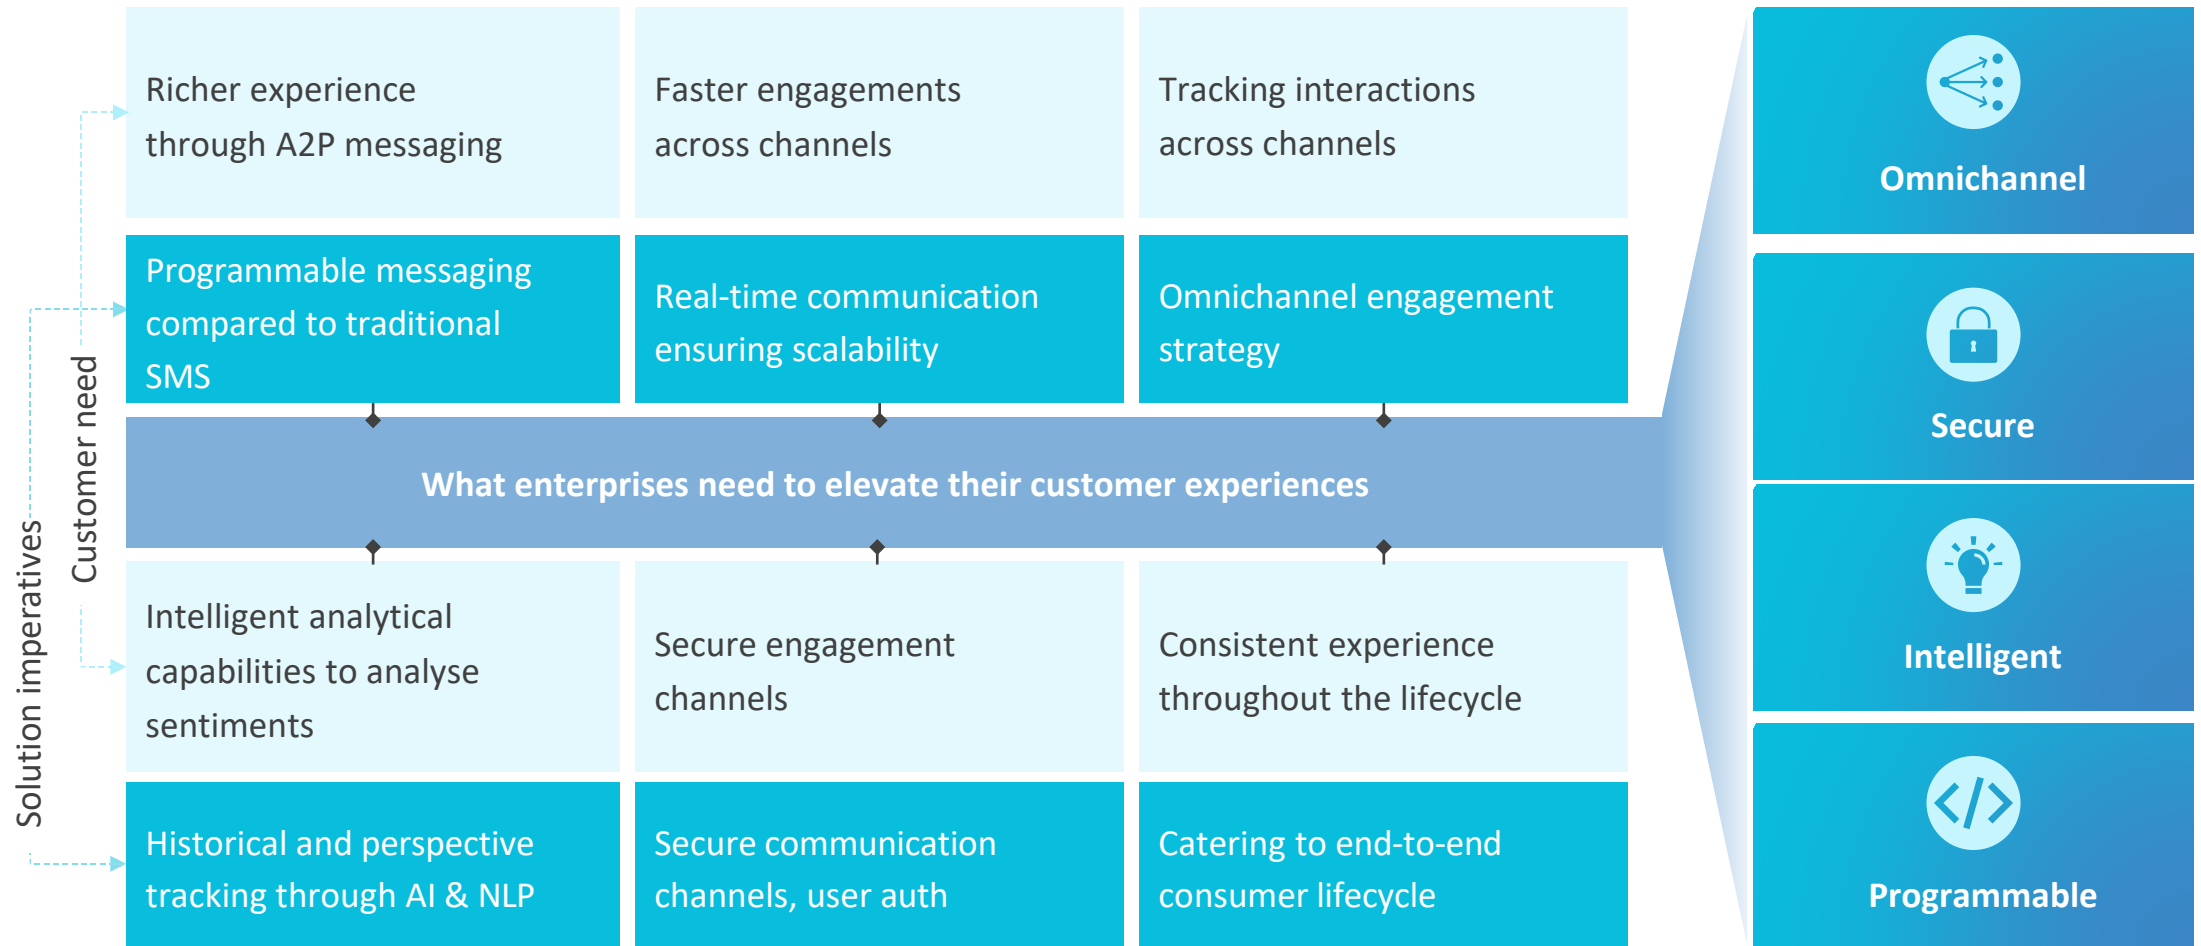 Richer experience
through A2P messaging
Faster engagements
across channels
Tracking interactions
across channels
Programmable messaging
compared to traditional
SMS
Real-time communication
ensuring scalability
Omnichannel engagement
strategy
Customer need
Solution imperatives
What enterprises need to elevate their customer experiences
Intelligent analytical
capabilities to analyse
sentiments
Secure engagement
channels
Consistent experience
throughout the lifecycle
Historical and perspective
tracking through AI & NLP
Secure communication
channels, user auth
Catering to end-to-end
consumer lifecycle
Omnichannel
Secure
Intelligent
</>
Programmable